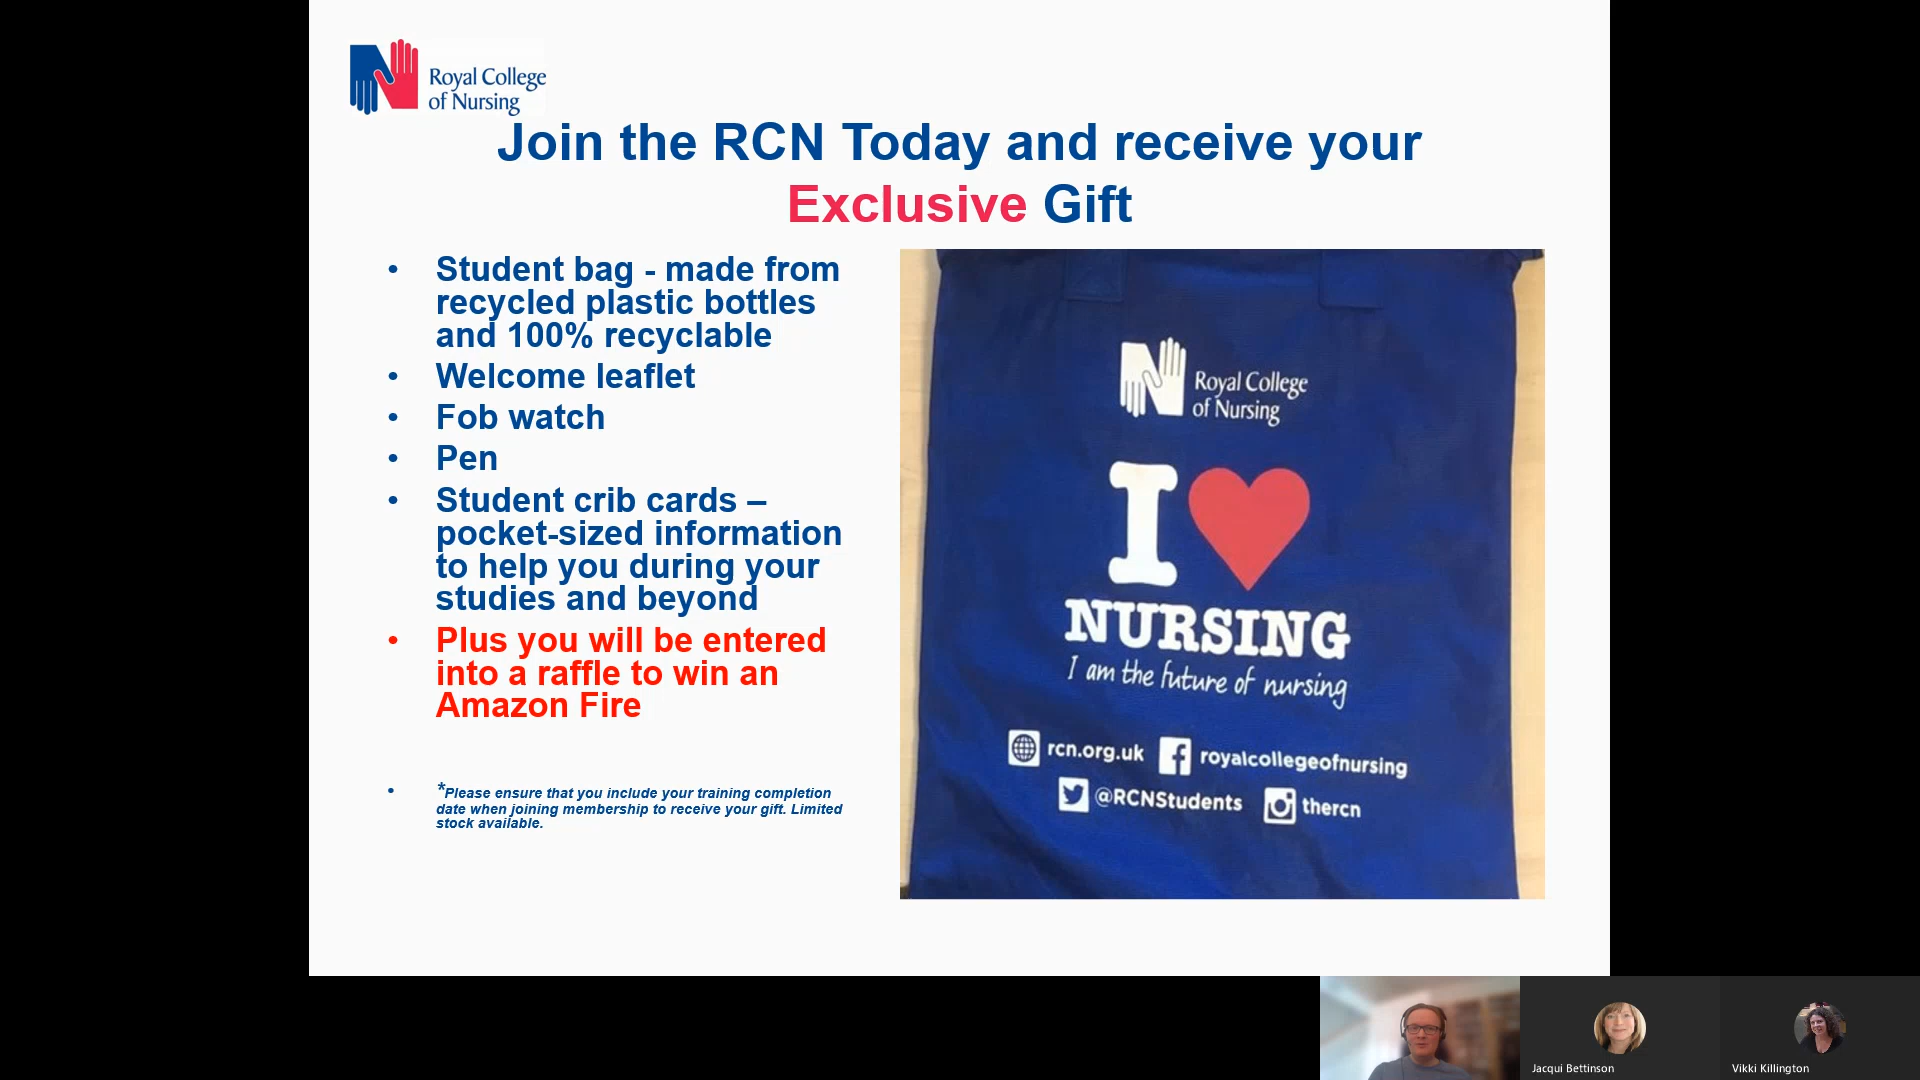 Royal College
of Nursing
Join the RCN Today and receive your
Exclusive Gift
• Student bag - made from
recycled plastic bottles
and 100% recyclable
• Welcome leaflet
• Fob watch
• Pen
• Student crib cards –
pocket-sized information
to help you during your
studies and beyond
• Plus you will be entered
into a raffle to win an
Amazon Fire
• *Please ensure that you include your training completion
date when joining membership to receive your gift. Limited
stock available.
Royal College
of Nursing
I
NURSING
I am the future of nursing
rcn.org.uk royalcollegeofnursing
@RCNStudents thercn
Jacqui Bettinson
Vikki Killington